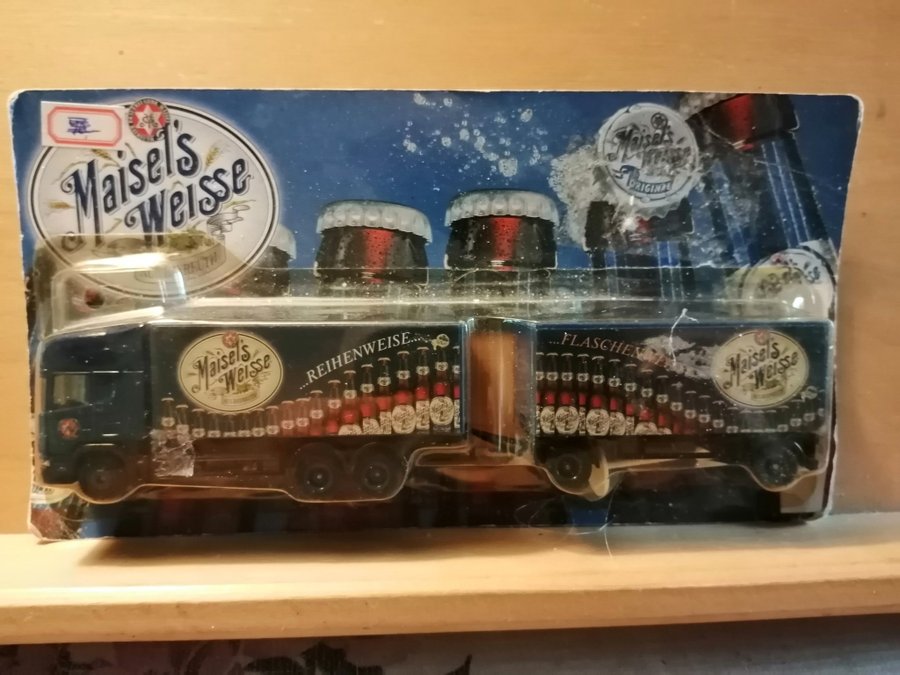 Maisel's
Weisse
Maisel's
Weisse
ORIGINAL
Maisel's
Weisse
...REIHENWEISE...
...FLASCHEN
Maisel's
Weisse